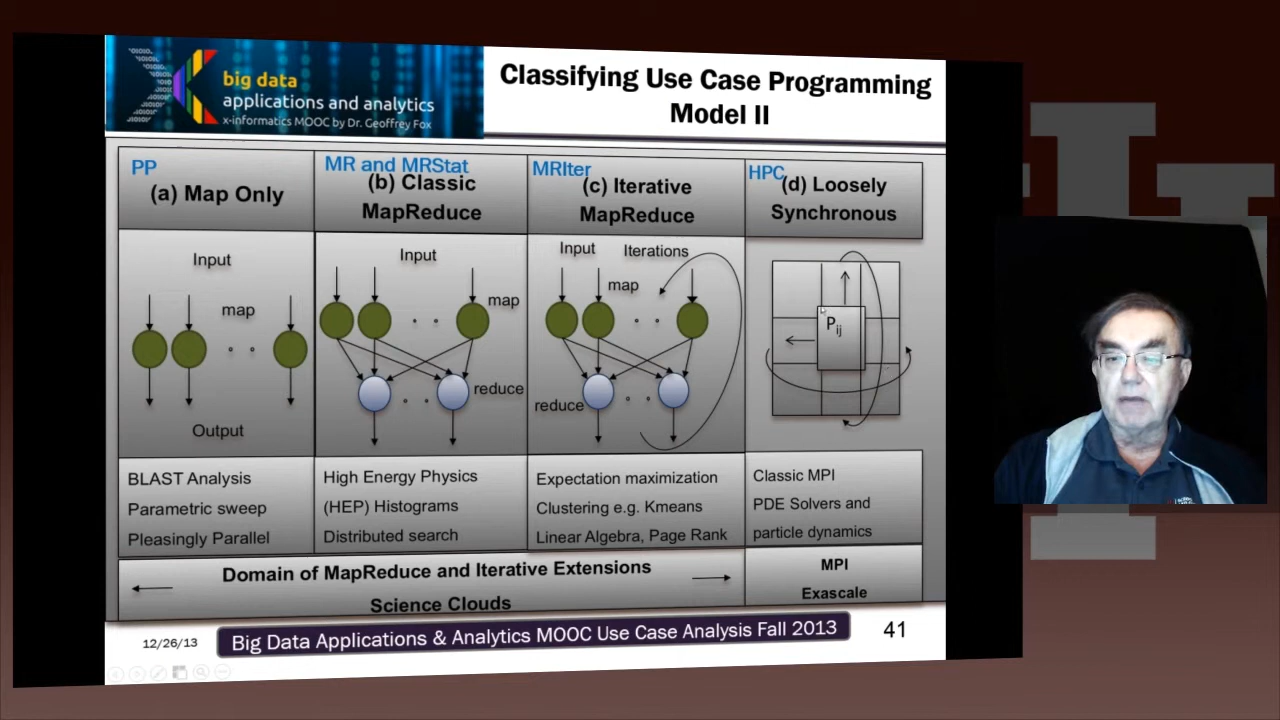 big data
applications and analytics
x-informatics MOOC by Dr. Geoffrey Fox
Classifying Use Case Programming
Model II
PP
(a) Map Only
MR and MRStat
(b) Classic
MapReduce
MRIter
(c) Iterative
MapReduce
HPC
(d) Loosely
Synchronous
Input
map
Output
Input
map
reduce
Input
Iterations
map
reduce
Pij
BLAST Analysis
Parametric sweep
Pleasingly Parallel
High Energy Physics
(HEP) Histograms
Distributed search
Expectation maximization
Clustering e.g. Kmeans
Linear Algebra, Page Rank
Classic MPI
PDE Solvers and
particle dynamics
Domain of MapReduce and Iterative Extensions
Science Clouds
MPI
Exascale
12/26/13
Big Data Applications & Analytics MOOC Use Case Analysis Fall 2013
41